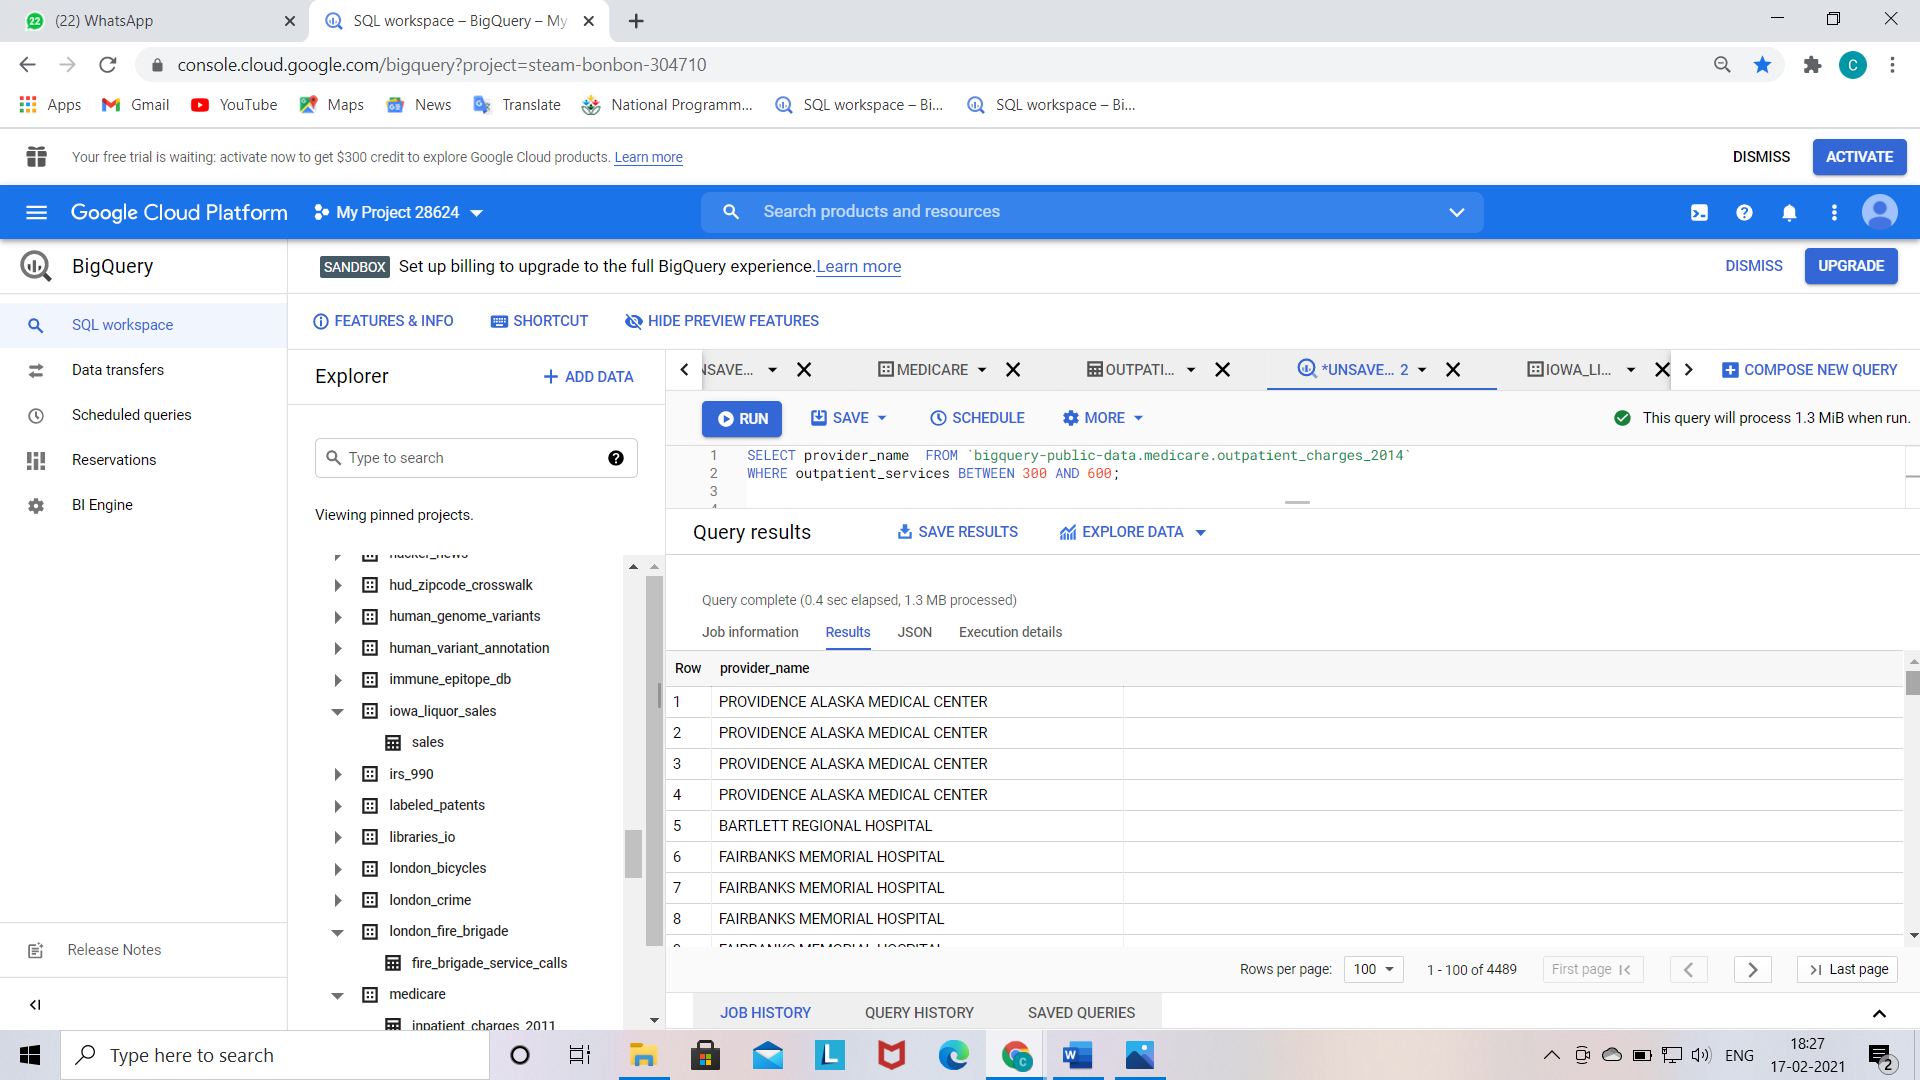 22 (22) WhatsApp
SQL workspace – BigQuery – My
console.cloud.google.com/bigquery?project=steam-bonbon-304710
C
Apps Gmail YouTube Maps News Translate National Programm... SQL workspace – Bi... SQL workspace – Bi...
Your free trial is waiting: activate now to get $300 credit to explore Google Cloud products. Learn more
DISMISS ACTIVATE
Google Cloud Platform My Project 28624 Search products and resources
BigQuery
SANDBOX Set up billing to upgrade to the full BigQuery experience. Learn more
DISMISS UPGRADE
SQL workspace
Data transfers
Scheduled queries
Reservations
BI Engine
Release Notes
FEATURES & INFO SHORTCUT HIDE PREVIEW FEATURES
Explorer + ADD DATA
Type to search
Viewing pinned projects.
hacker_news
hud_zipcode_crosswalk
human_genome_variants
human_variant_annotation
immune_epitope_db
iowa_liquor_sales
sales
irs_990
labeled_patents
libraries_io
london_bicycles
london_crime
london_fire_brigade
fire_brigade_service_calls
medicare
inpatient_charges_2011
NSAVE... MEDICARE OUTPATI... *UNSAVE... 2 IOWA_LI... COMPOSE NEW QUERY
RUN SAVE SCHEDULE MORE This query will process 1.3 MiB when run.
1 SELECT provider_name  FROM `bigquery-public-data.medicare.outpatient_charges_2014`
2 WHERE outpatient_services BETWEEN 300 AND 600;
3
4
Query results SAVE RESULTS EXPLORE DATA
Query complete (0.4 sec elapsed, 1.3 MB processed)
Job information Results JSON Execution details
Row provider_name
1 PROVIDENCE ALASKA MEDICAL CENTER
2 PROVIDENCE ALASKA MEDICAL CENTER
3 PROVIDENCE ALASKA MEDICAL CENTER
4 PROVIDENCE ALASKA MEDICAL CENTER
5 BARTLETT REGIONAL HOSPITAL
6 FAIRBANKS MEMORIAL HOSPITAL
7 FAIRBANKS MEMORIAL HOSPITAL
8 FAIRBANKS MEMORIAL HOSPITAL
9 FAIRBANKS MEMORIAL HOSPITAL
Rows per page: 100 1 - 100 of 4489 First page Last page
JOB HISTORY QUERY HISTORY SAVED QUERIES
Type here to search
ENG
18:27
17-02-2021
2